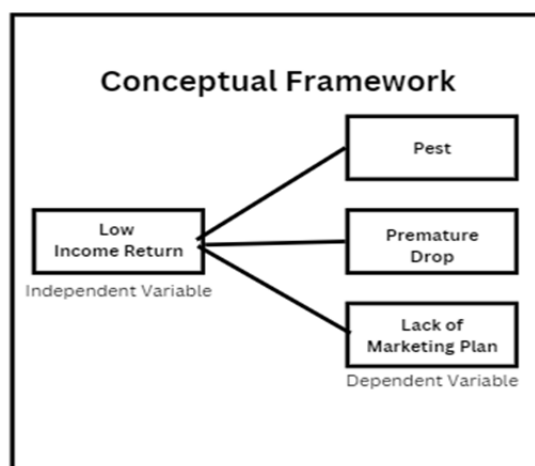 Conceptual Framework
Pest
Low
Income Return
Independent Variable
Premature
Drop
Lack of
Marketing Plan
Dependent Variable